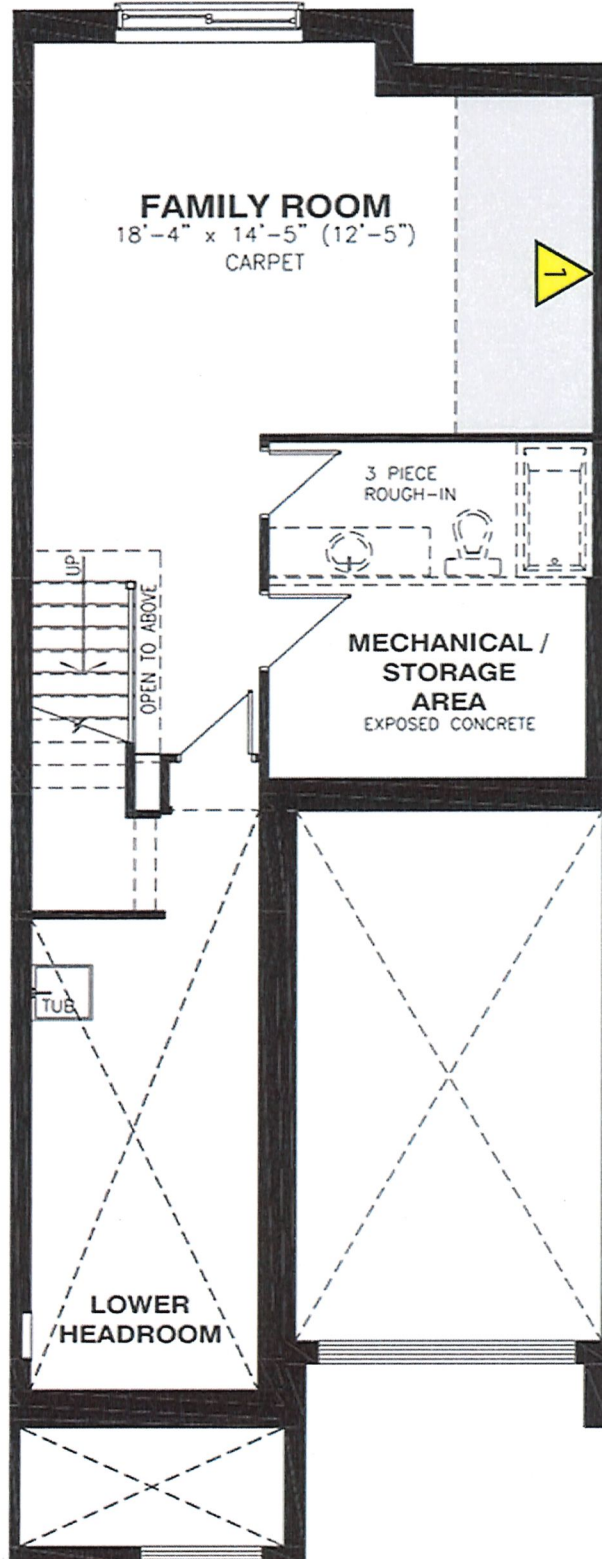 FAMILY ROOM
18'-4" x 14'-5" (12'-5")
CARPET
1
3 PIECE
ROUGH-IN
UP
OPEN TO ABOVE
MECHANICAL /
STORAGE
AREA
EXPOSED CONCRETE
TUB
LOWER
HEADROOM